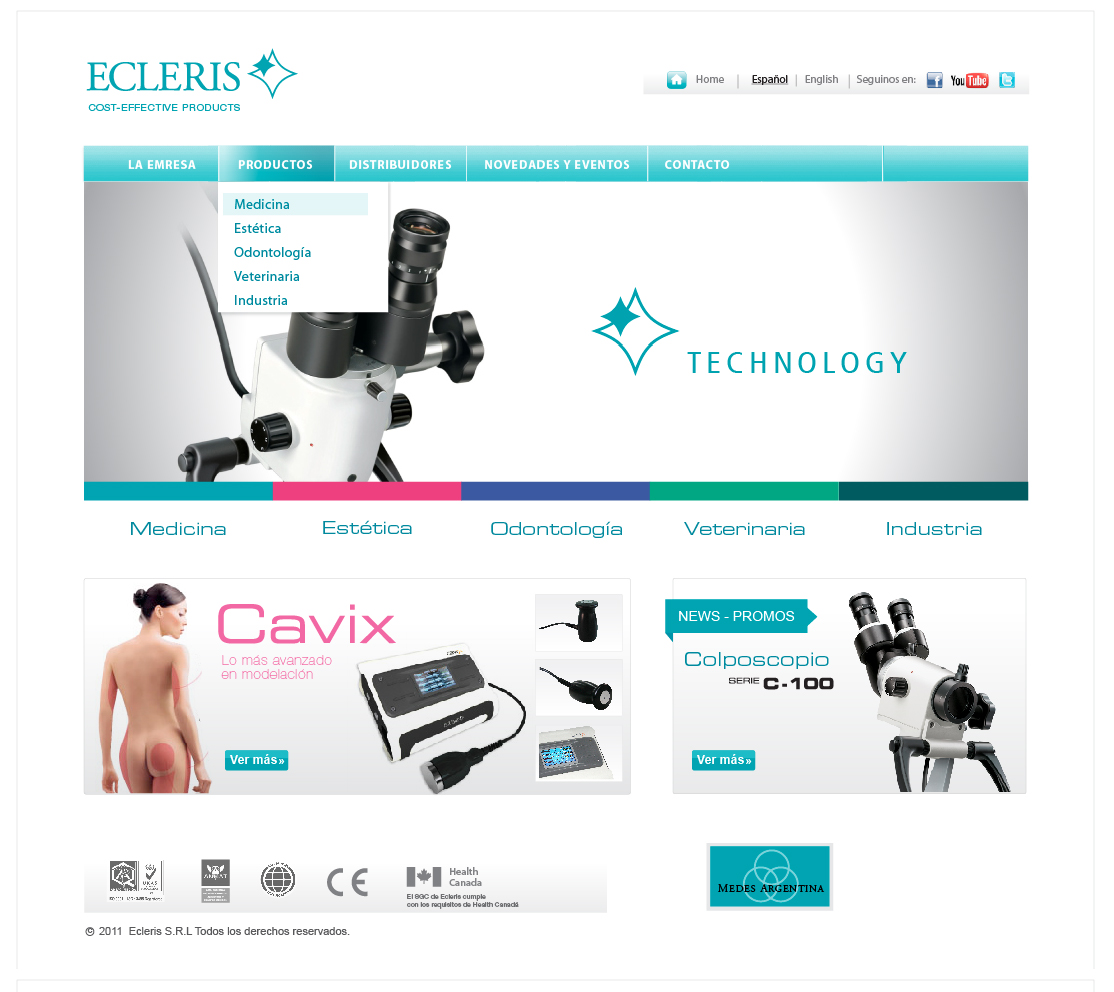 ECLERIS
COST-EFFECTIVE PRODUCTS
Home | Español | English | Seguinos en: f You Tube t
LA EMRESA PRODUCTOS DISTRIBUIDORES NOVEDADES Y EVENTOS CONTACTO
Medicina
Estética
Odontología
Veterinaria
Industria
TECHNOLOGY
Medicina Estética Odontología Veterinaria Industria
Cavix
Lo más avanzado
en modelación
Ver más»
NEWS - PROMOS
Colposcopio
SERIE C-100
Ver más»
UKAS
CE
Health
Canada
El SGC de Ecleris cumple
con los requisitos de Health Canadá
MEDES ARGENTINA
© 2011 Ecleris S.R.L Todos los derechos reservados.